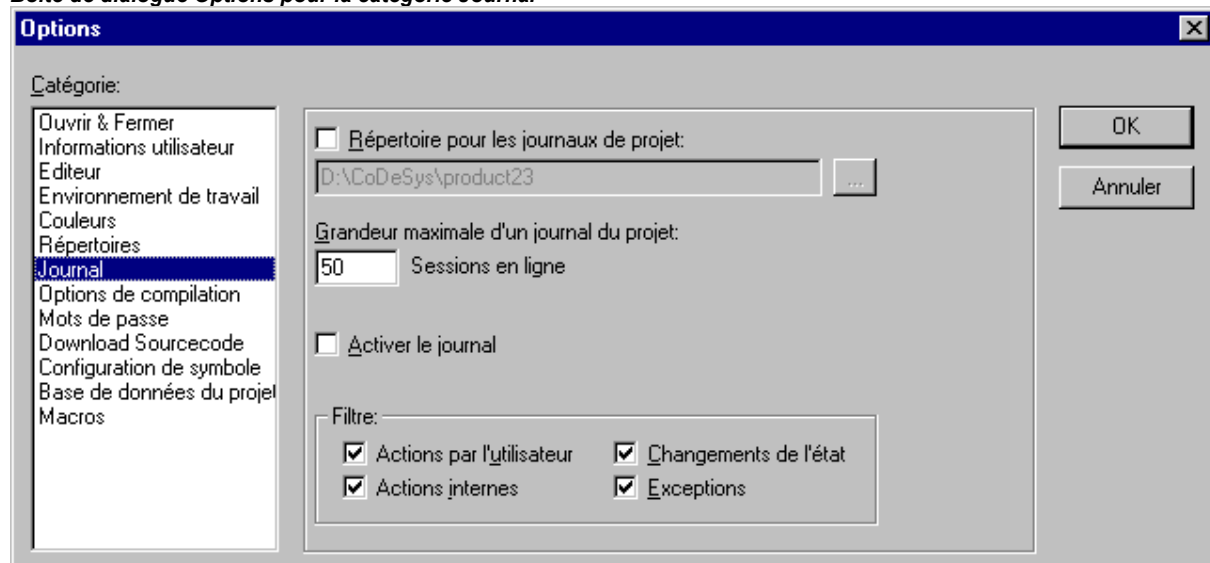 Boîte de dialogue Options pour la catégorie Journal
Options
Catégorie:
Ouvrir & Fermer
Informations utilisateur
Editeur
Environnement de travail
Couleurs
Répertoires
Journal
Options de compilation
Mots de passe
Download Sourcecode
Configuration de symbole
Base de données du projet
Macros
Répertoire pour les journaux de projet:
D:\CoDeSys\product23
...
Grandeur maximale d'un journal du projet:
50 Sessions en ligne
Activer le journal
Filtre:
Actions par l'utilisateur Changements de l'état
Actions internes Exceptions
OK
Annuler